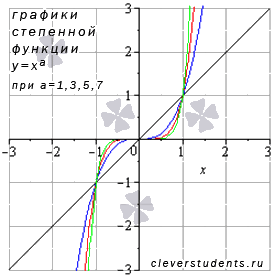 графики
степенной
функции
y=xᵃ
при a=1,3,5,7
3
2
1
-3 -2 -1 0 1 2 3
x
-1
-2
-3
cleverstudents.ru